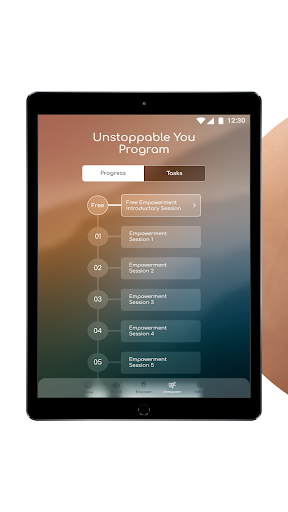 12:30
Unstoppable You
Program
Progress
Tasks
Free
Free Empowerment
Introductory Session
01
Empowerment
Session 1
02
Empowerment
Session 2
03
Empowerment
Session 3
04
Empowerment
Session 4
05
Empowerment
Session 5
Empower